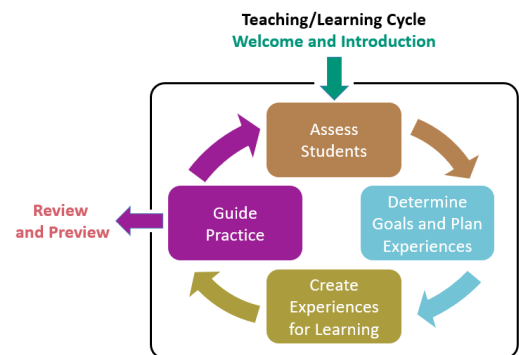 Teaching/Learning Cycle
Welcome and Introduction
Assess
Students
Determine
Goals and Plan
Experiences
Create
Experiences
for Learning
Guide
Practice
Review
and Preview